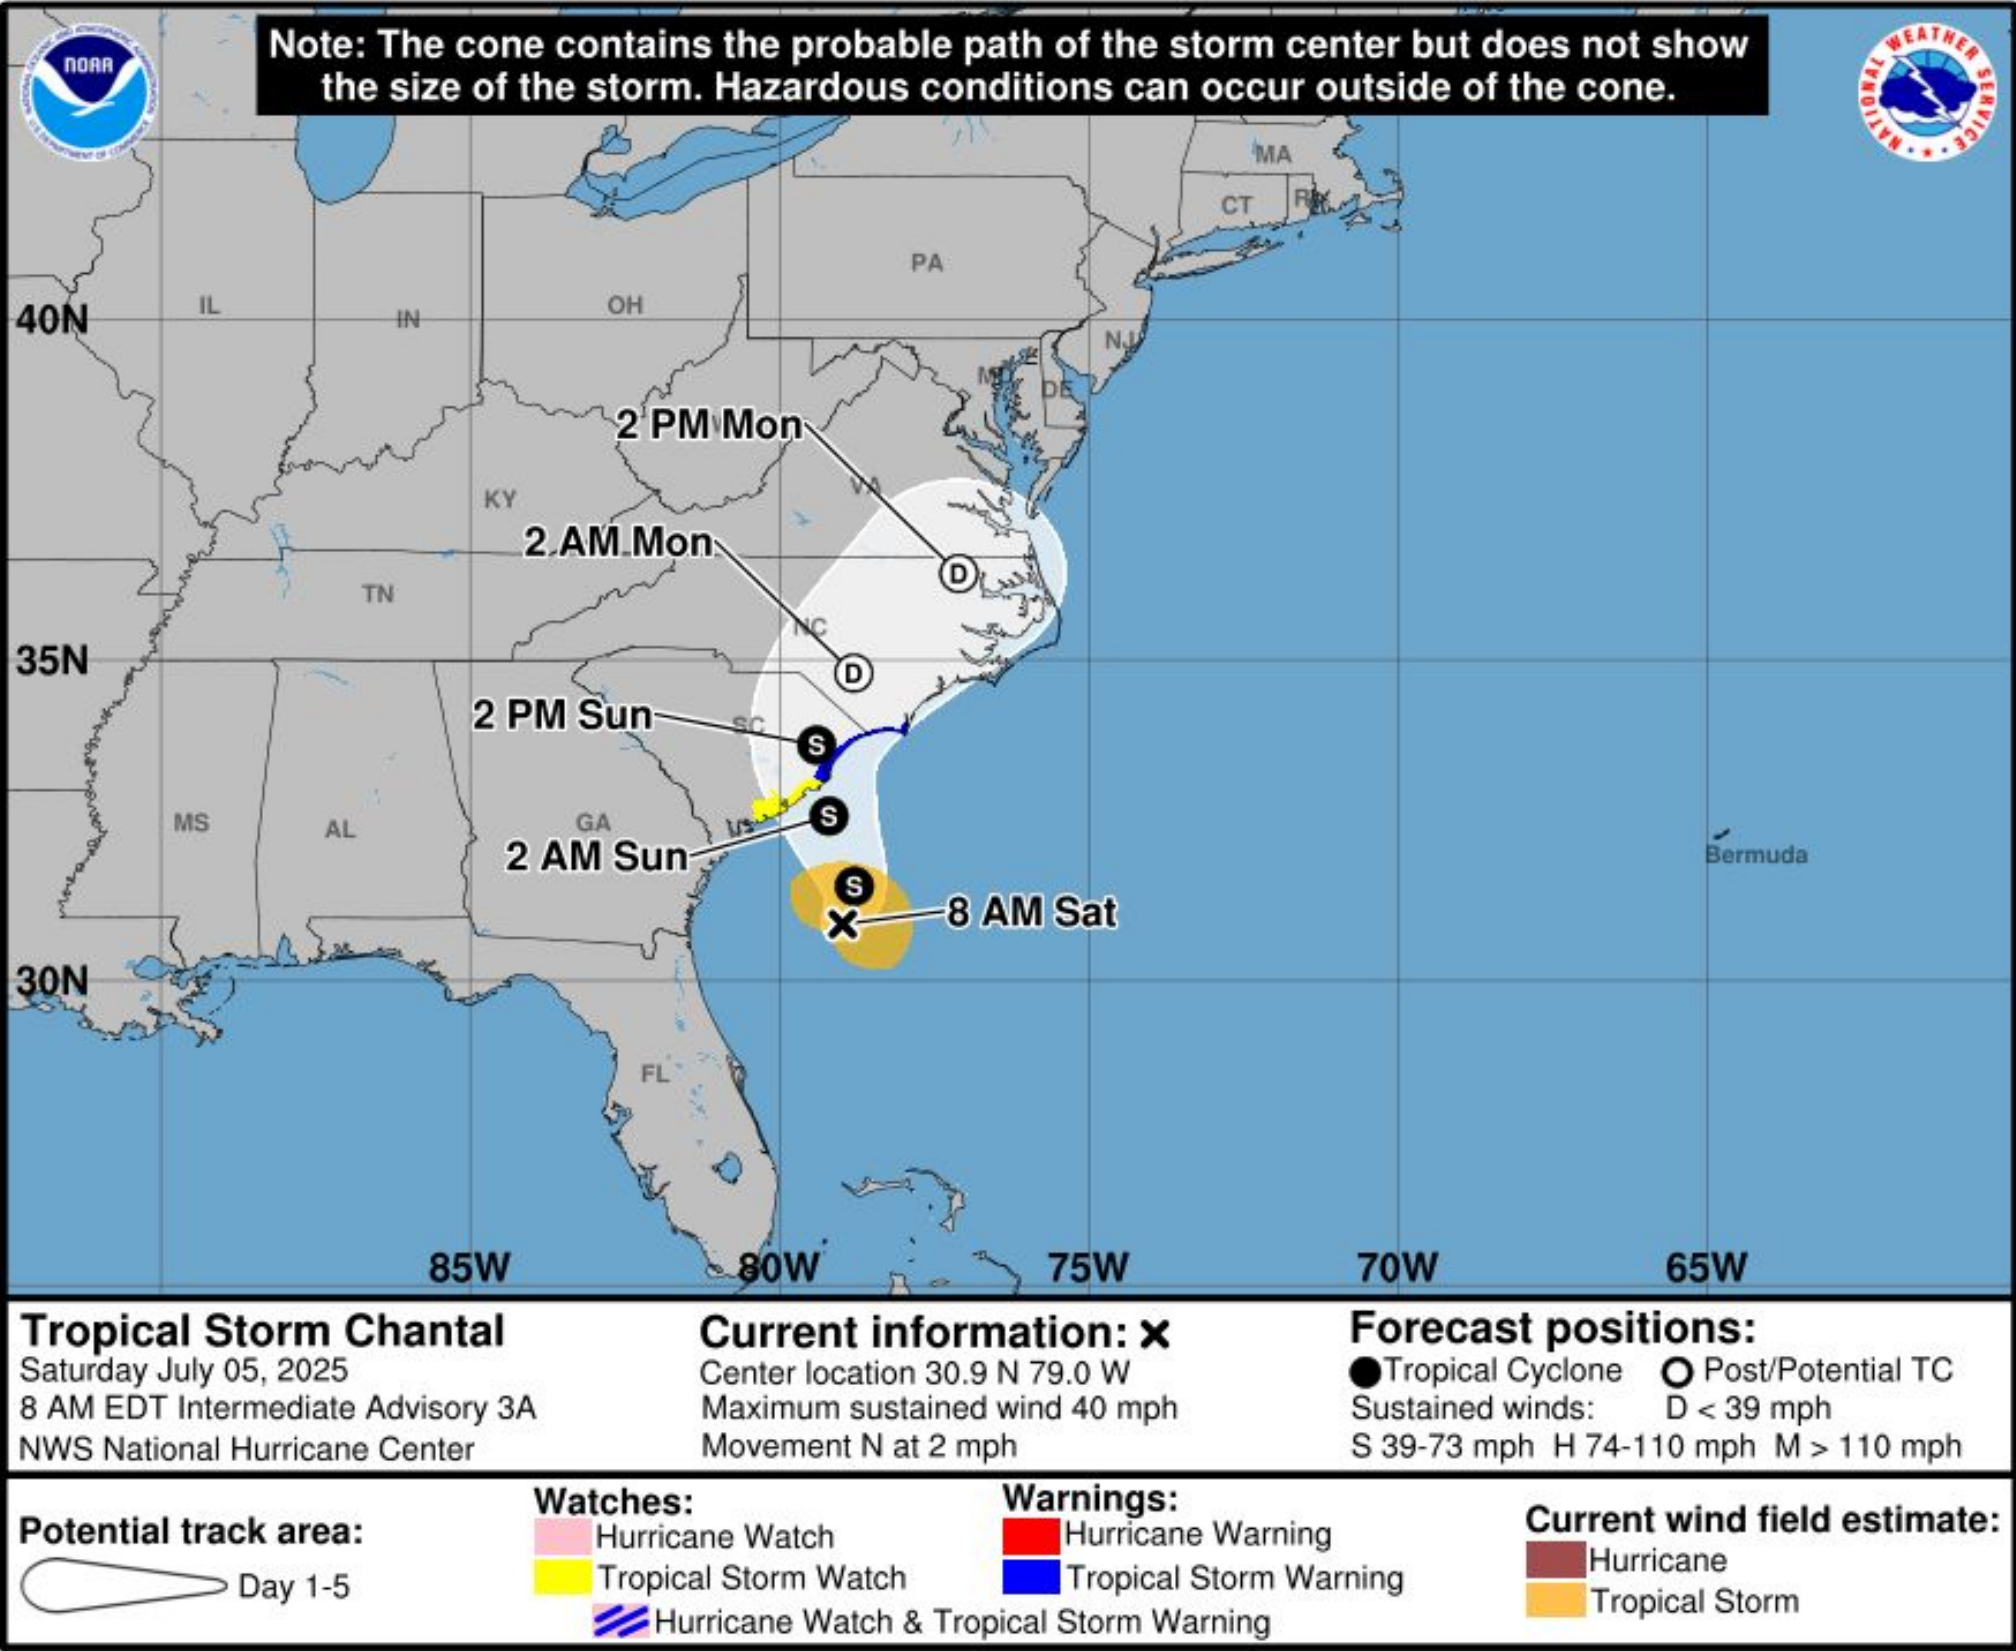 Note: The cone contains the probable path of the storm center but does not show
the size of the storm. Hazardous conditions can occur outside of the cone.
NOAA
NATIONAL WEATHER SERVICE
MA
CT
PA
IL
IN
OH
40N
NJ
DE
2 PM Mon
VA
KY
2 AM Mon
TN
NC
35N
2 PM Sun
SC
MS
AL
GA
2 AM Sun
Bermuda
8 AM Sat
30N
FL
D
D
S
S
S
85W
80W
75W
70W
65W
Tropical Storm Chantal
Saturday July 05, 2025
8 AM EDT Intermediate Advisory 3A
NWS National Hurricane Center
Current information: ×
Center location 30.9 N 79.0 W
Maximum sustained wind 40 mph
Movement N at 2 mph
Forecast positions:
Tropical Cyclone Post/Potential TC
Sustained winds: D < 39 mph
S 39-73 mph H 74-110 mph M > 110 mph
Potential track area:
Day 1-5
Watches:
Hurricane Watch
Tropical Storm Watch
Warnings:
Hurricane Warning
Tropical Storm Warning
Hurricane Watch & Tropical Storm Warning
Current wind field estimate:
Hurricane
Tropical Storm